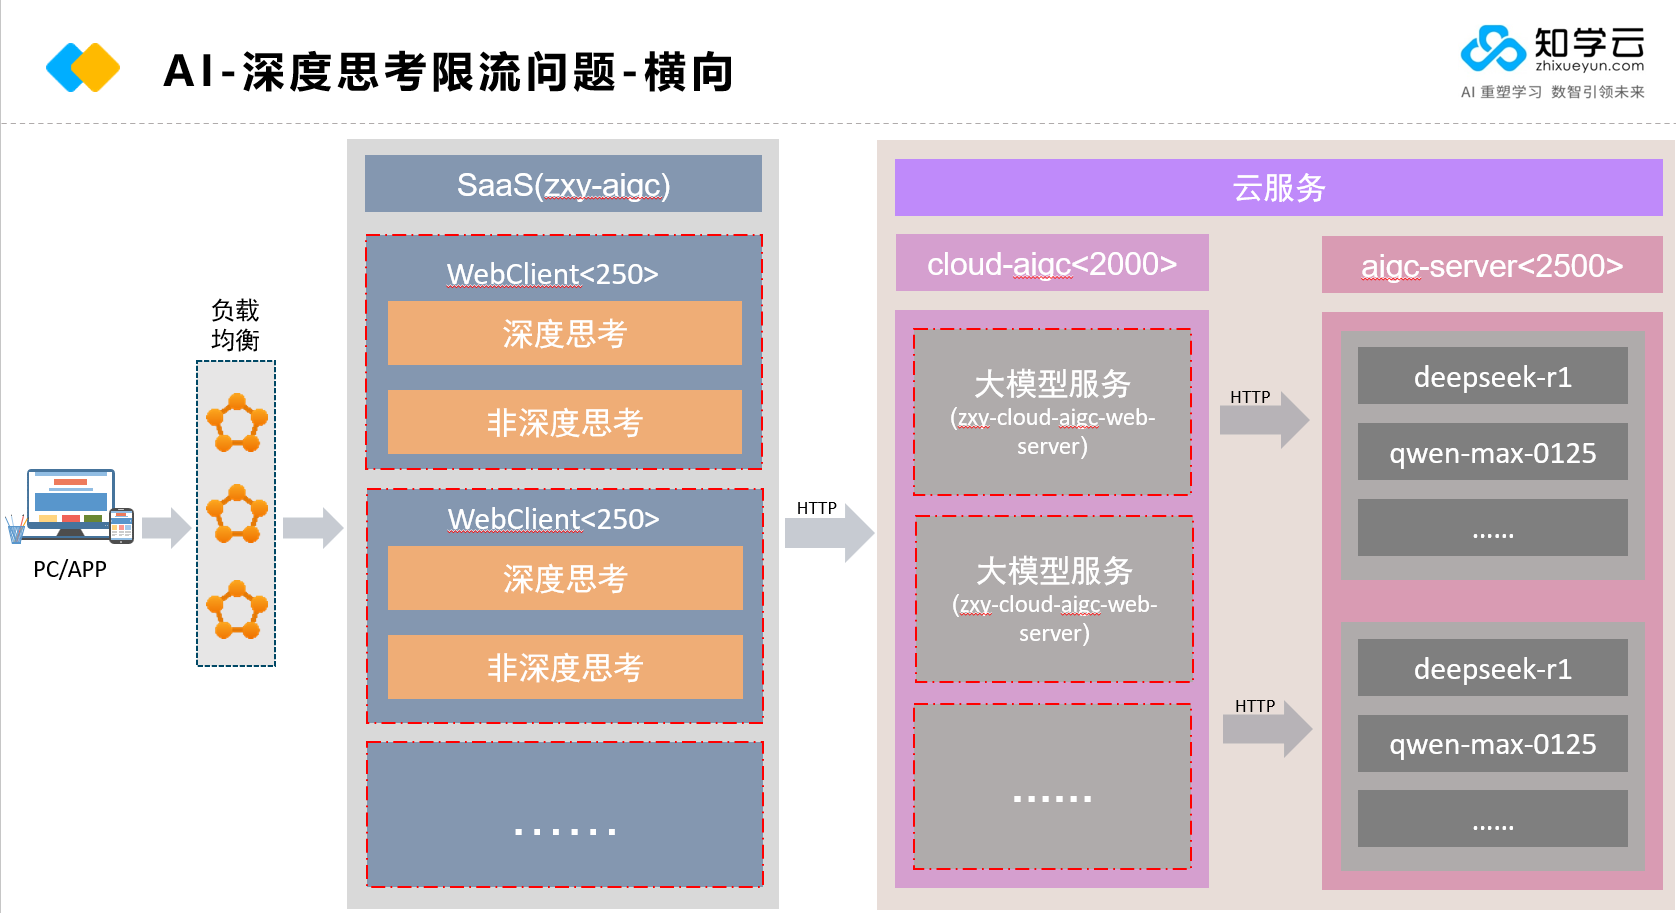 AI-深度思考限流问题-横向
知学云
zhixueyun.com
AI 重塑学习 数智引领未来
PC/APP
负载
均衡
SaaS(zxy-aigc)
WebClient<250>
深度思考
非深度思考
WebClient<250>
深度思考
非深度思考
......
HTTP
云服务
cloud-aigc<2000>
大模型服务
(zxy-cloud-aigc-web-
server)
大模型服务
(zxy-cloud-aigc-web-
server)
......
HTTP
HTTP
aigc-server<2500>
deepseek-r1
qwen-max-0125
......
deepseek-r1
qwen-max-0125
......